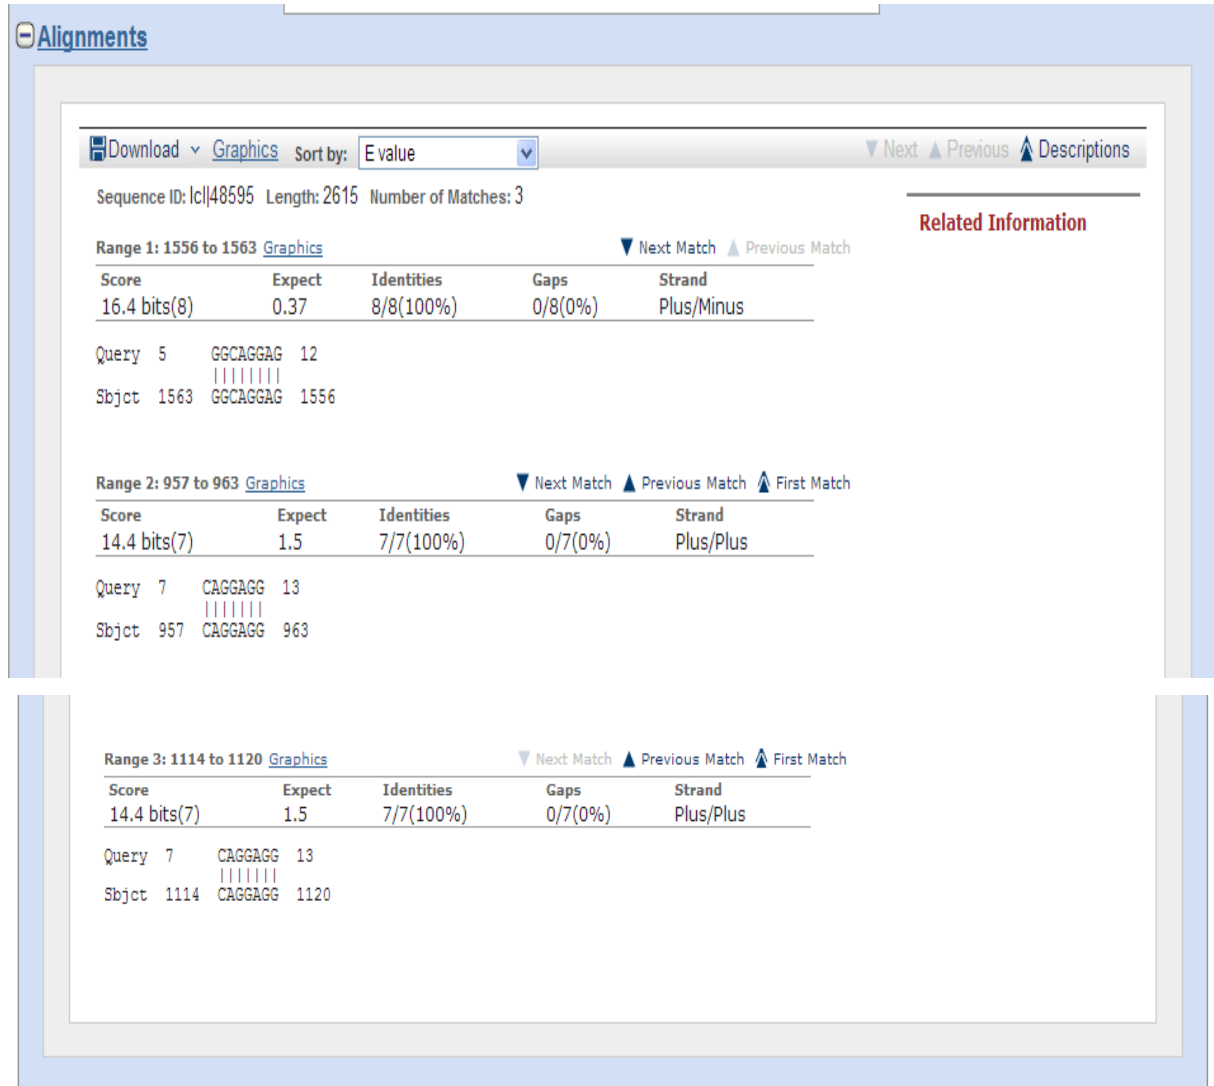 Alignments
Download Graphics Sort by: E value Next Previous Descriptions
Sequence ID: lcl|48595 Length: 2615 Number of Matches: 3
Related Information
Range 1: 1556 to 1563 Graphics Next Match Previous Match
Score Expect Identities Gaps Strand
16.4 bits(8) 0.37 8/8(100%) 0/8(0%) Plus/Minus
Query 5 GGCAGGAG 12
||||||||
Sbjct 1563 GGCAGGAG 1556
Range 2: 957 to 963 Graphics Next Match Previous Match First Match
Score Expect Identities Gaps Strand
14.4 bits(7) 1.5 7/7(100%) 0/7(0%) Plus/Plus
Query 7 CAGGAGG 13
|||||||
Sbjct 957 CAGGAGG 963
Range 3: 1114 to 1120 Graphics Next Match Previous Match First Match
Score Expect Identities Gaps Strand
14.4 bits(7) 1.5 7/7(100%) 0/7(0%) Plus/Plus
Query 7 CAGGAGG 13
|||||||
Sbjct 1114 CAGGAGG 1120